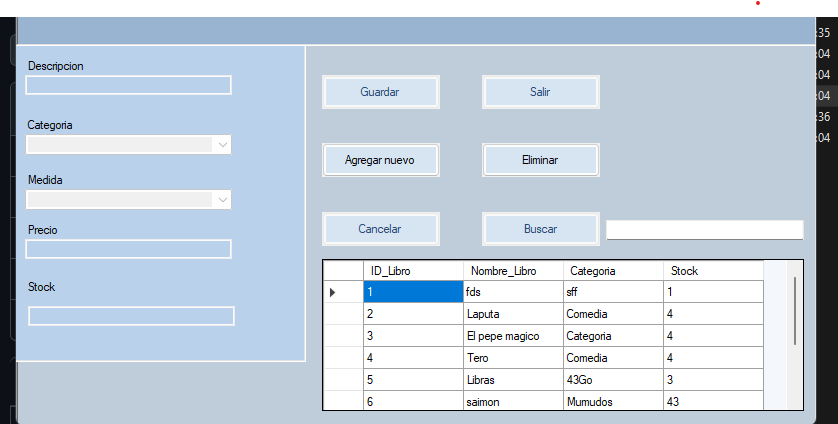 :35
:04
:04
:04
:36
:04
Descripcion
Categoria
Medida
Precio
Stock
Guardar Salir
Agregar nuevo Eliminar
Cancelar Buscar
ID_Libro Nombre_Libro Categoria Stock
1 fds sff 1
2 Laputa Comedia 4
3 El pepe magico Categoria 4
4 Tero Comedia 4
5 Libras 43Go 3
6 saimon Mumudos 43